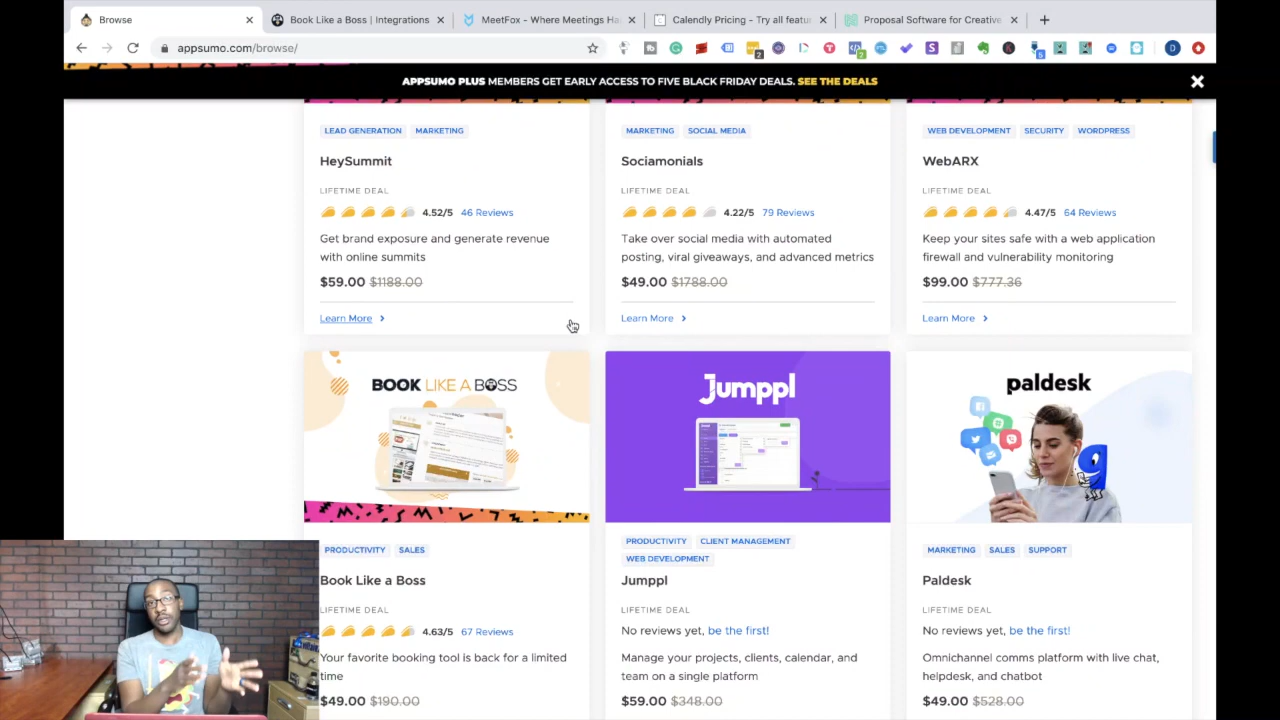 Browse
Book Like a Boss | Integrations
MeetFox - Where Meetings Ha
Calendly Pricing - Try all featu
Proposal Software for Creative
appsumo.com/browse/
APPSUMO PLUS MEMBERS GET EARLY ACCESS TO FIVE BLACK FRIDAY DEALS. SEE THE DEALS
LEAD GENERATION MARKETING
HeySummit
LIFETIME DEAL
4.52/5 46 Reviews
Get brand exposure and generate revenue
with online summits
$59.00 $1188.00
Learn More
MARKETING SOCIAL MEDIA
Sociamonials
LIFETIME DEAL
4.22/5 79 Reviews
Take over social media with automated
posting, viral giveaways, and advanced metrics
$49.00 $1788.00
Learn More
WEB DEVELOPMENT SECURITY WORDPRESS
WebARX
LIFETIME DEAL
4.47/5 64 Reviews
Keep your sites safe with a web application
firewall and vulnerability monitoring
$99.00 $777.36
Learn More
BOOK LIKE A BOSS
PRODUCTIVITY SALES
Book Like a Boss
LIFETIME DEAL
4.63/5 67 Reviews
Your favorite booking tool is back for a limited
time
$49.00 $190.00
Jumppl
PRODUCTIVITY CLIENT MANAGEMENT
WEB DEVELOPMENT
Jumppl
LIFETIME DEAL
No reviews yet, be the first!
Manage your projects, clients, calendar, and
team on a single platform
$59.00 $348.00
paldesk
MARKETING SALES SUPPORT
Paldesk
LIFETIME DEAL
No reviews yet, be the first!
Omnichannel comms platform with live chat,
helpdesk, and chatbot
$49.00 $528.00